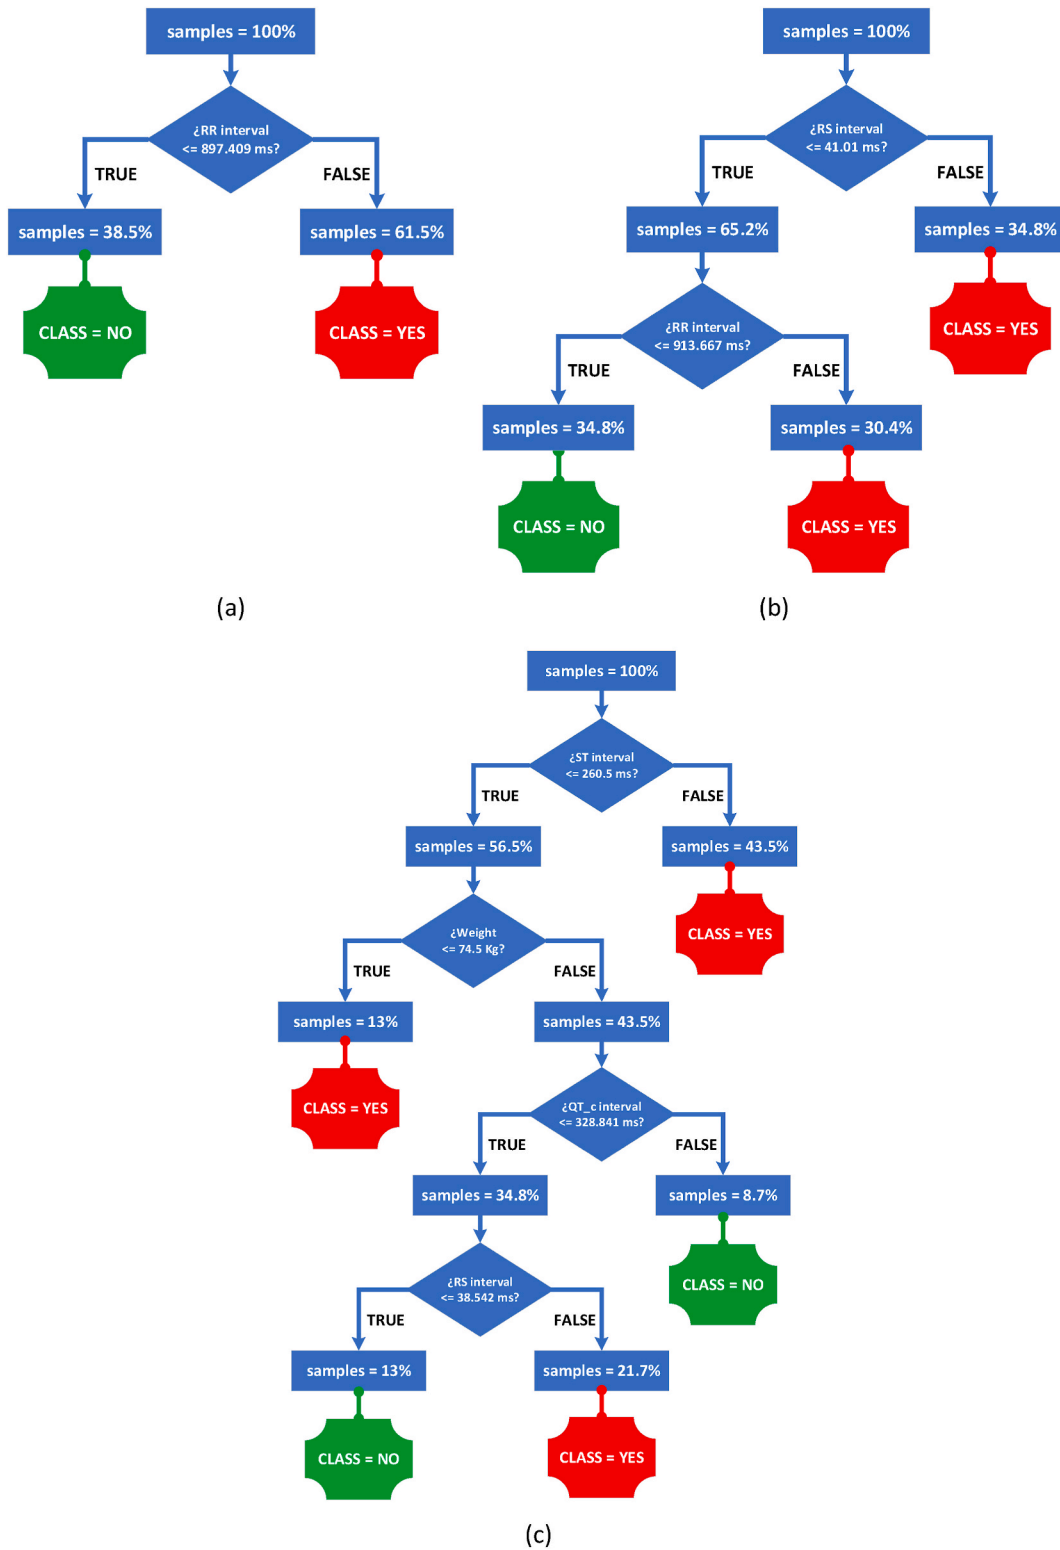 samples = 100%
¿RR interval
<= 897.409 ms?
TRUE
FALSE
samples = 38.5%
samples = 61.5%
CLASS = NO
CLASS = YES
(a)
samples = 100%
¿RS interval
<= 41.01 ms?
TRUE
FALSE
samples = 65.2%
samples = 34.8%
CLASS = YES
¿RR interval
<= 913.667 ms?
TRUE
FALSE
samples = 34.8%
samples = 30.4%
CLASS = NO
CLASS = YES
(b)
samples = 100%
¿ST interval
<= 260.5 ms?
TRUE
FALSE
samples = 56.5%
samples = 43.5%
CLASS = YES
¿Weight
<= 74.5 Kg?
TRUE
FALSE
samples = 13%
samples = 43.5%
CLASS = YES
¿QT_c interval
<= 328.841 ms?
TRUE
FALSE
samples = 34.8%
samples = 8.7%
CLASS = NO
¿RS interval
<= 38.542 ms?
TRUE
FALSE
samples = 13%
samples = 21.7%
CLASS = NO
CLASS = YES
(c)